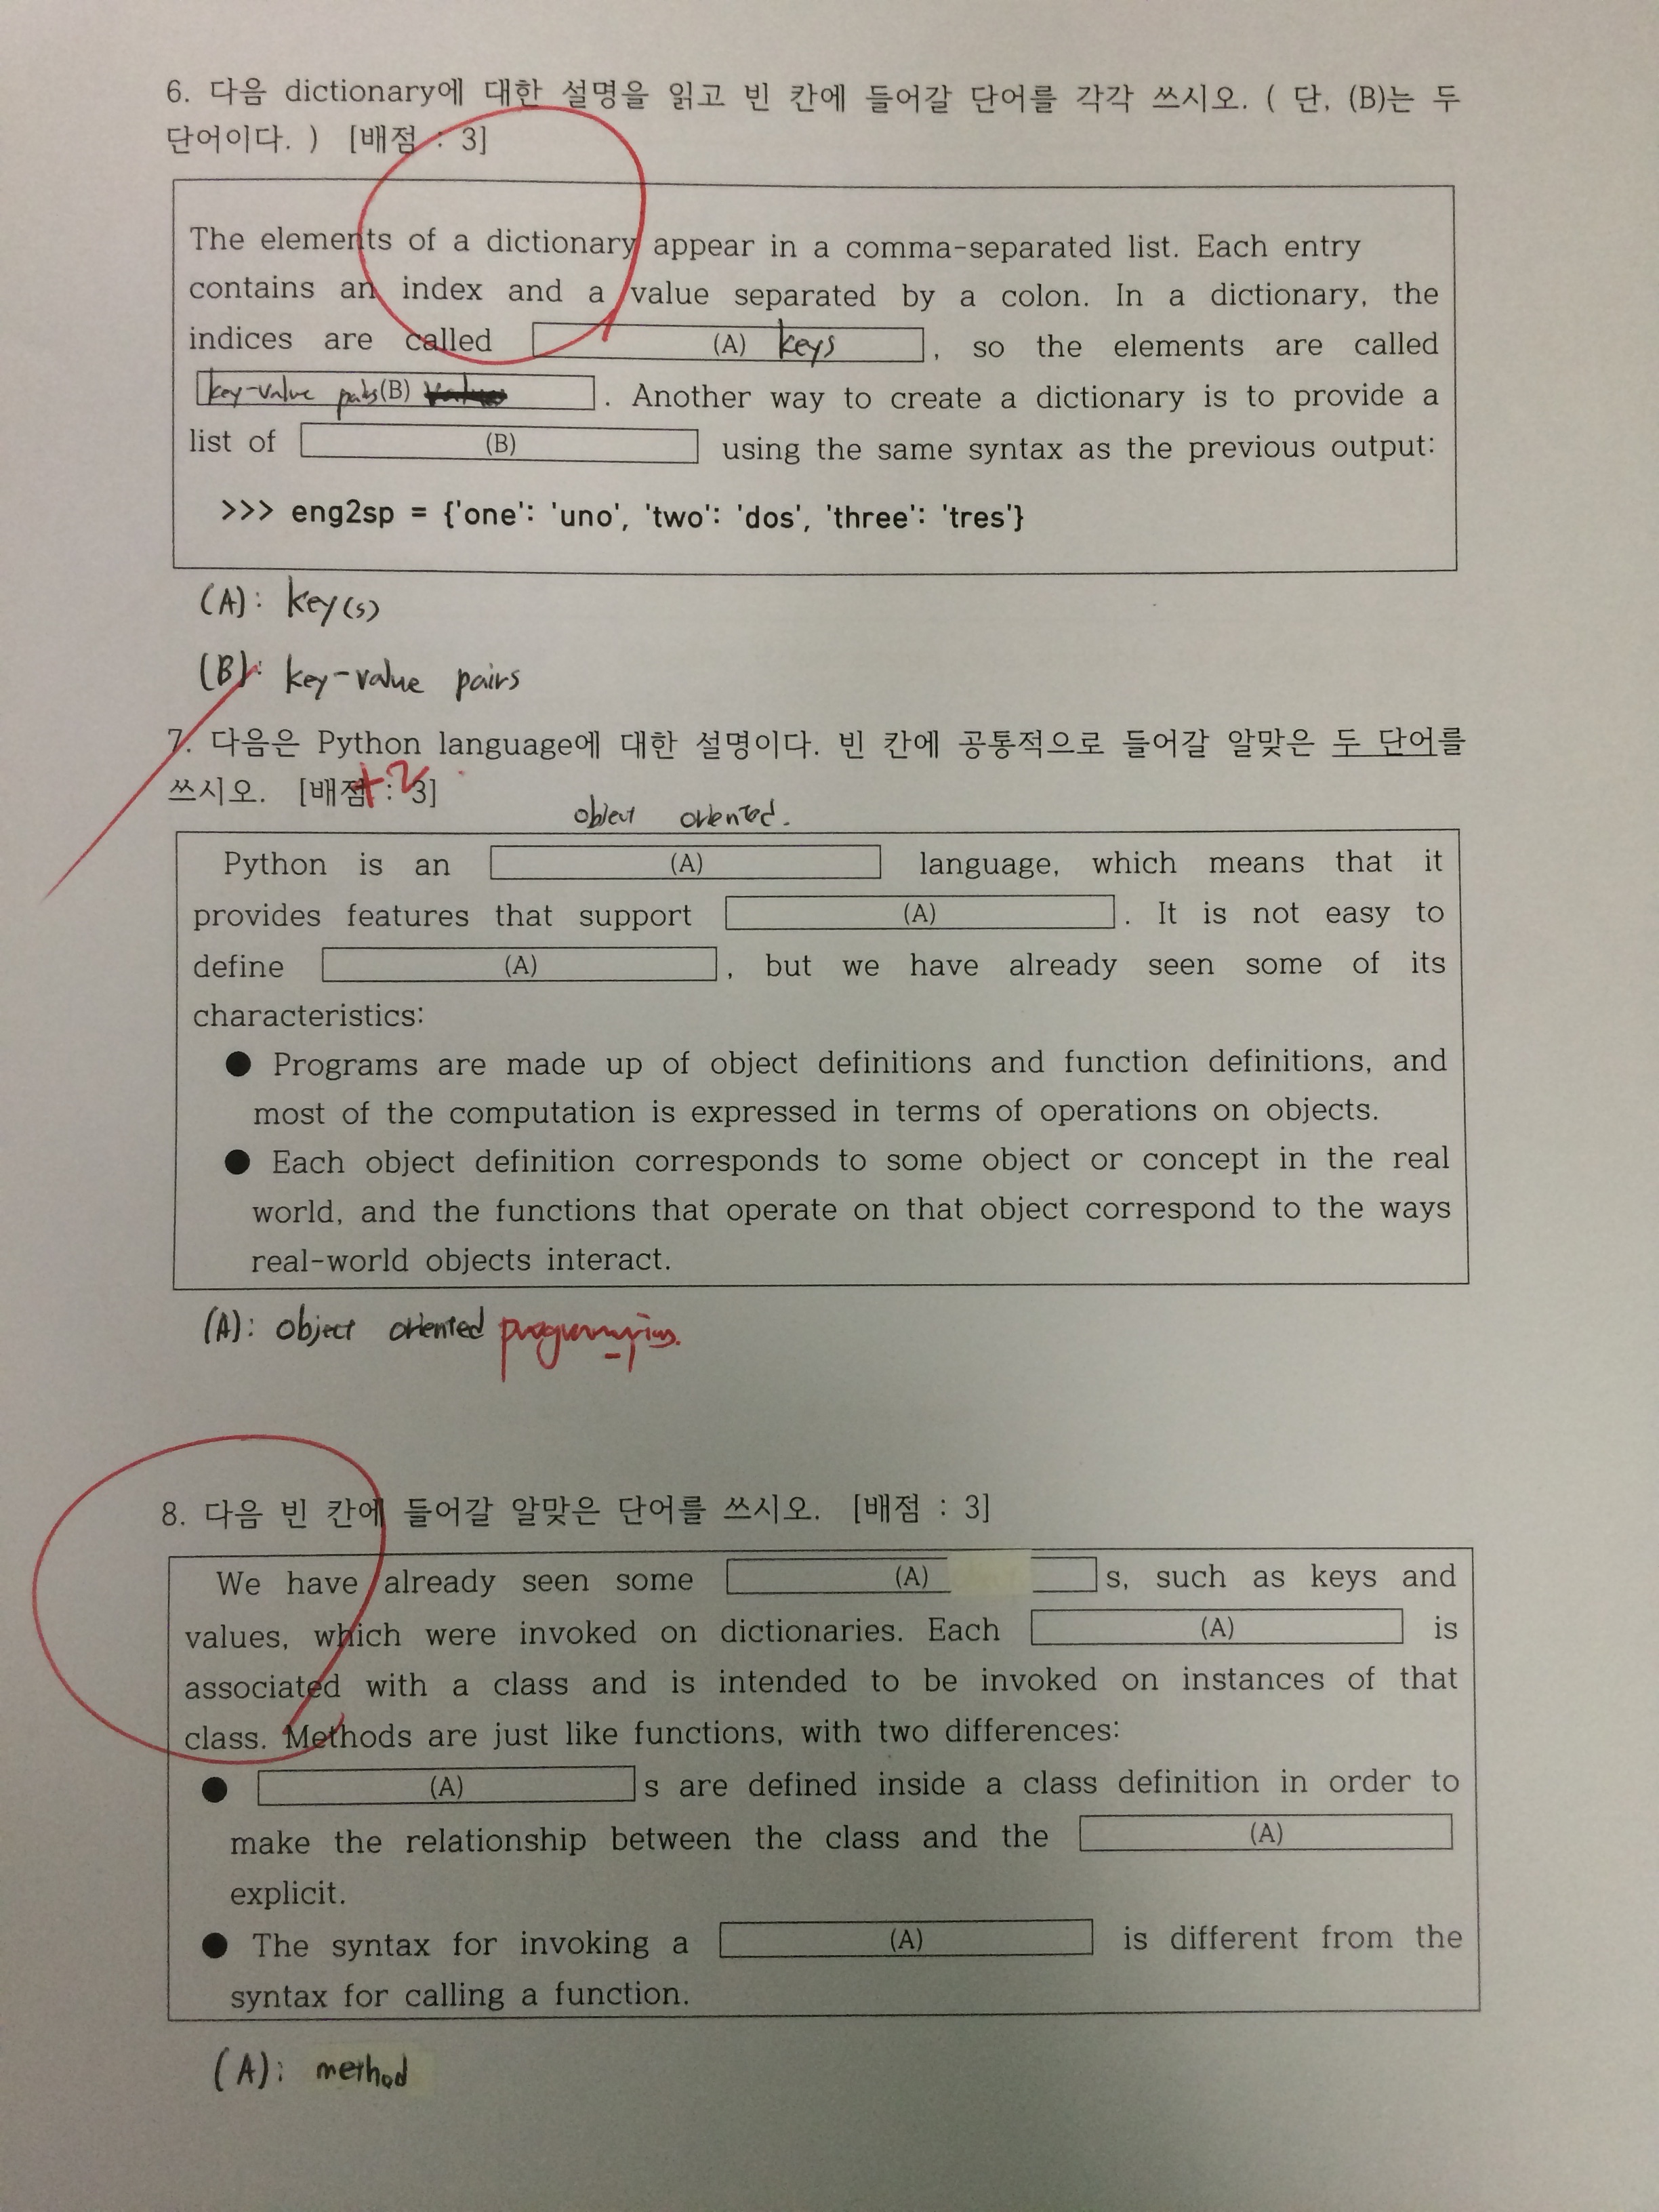 6. 다음 dictionary에 대한 설명을 읽고 빈 칸에 들어갈 단어를 각각 쓰시오. ( 단, (B)는 두
단어이다. ) [배점 : 3]
The elements of a dictionary appear in a comma-separated list. Each entry
contains an index and a value separated by a colon. In a dictionary, the
indices are called (A) keys , so the elements are called
key-value pairs (B) . Another way to create a dictionary is to provide a
list of (B) using the same syntax as the previous output:
>>> eng2sp = {'one': 'uno', 'two': 'dos', 'three': 'tres'}
(A): key(s)
(B): key-value pairs
7. 다음은 Python language에 대한 설명이다. 빈 칸에 공통적으로 들어갈 알맞은 두 단어를
쓰시오. [배점 : 3] +2
object oriented.
Python is an (A) language, which means that it
provides features that support (A) . It is not easy to
define (A) , but we have already seen some of its
characteristics:
● Programs are made up of object definitions and function definitions, and
most of the computation is expressed in terms of operations on objects.
● Each object definition corresponds to some object or concept in the real
world, and the functions that operate on that object correspond to the ways
real-world objects interact.
(A): object oriented programming.
8. 다음 빈 칸에 들어갈 알맞은 단어를 쓰시오. [배점 : 3]
We have already seen some (A) s, such as keys and
values, which were invoked on dictionaries. Each (A) is
associated with a class and is intended to be invoked on instances of that
class. Methods are just like functions, with two differences:
● (A) s are defined inside a class definition in order to
make the relationship between the class and the (A)
explicit.
● The syntax for invoking a (A) is different from the
syntax for calling a function.
(A): method